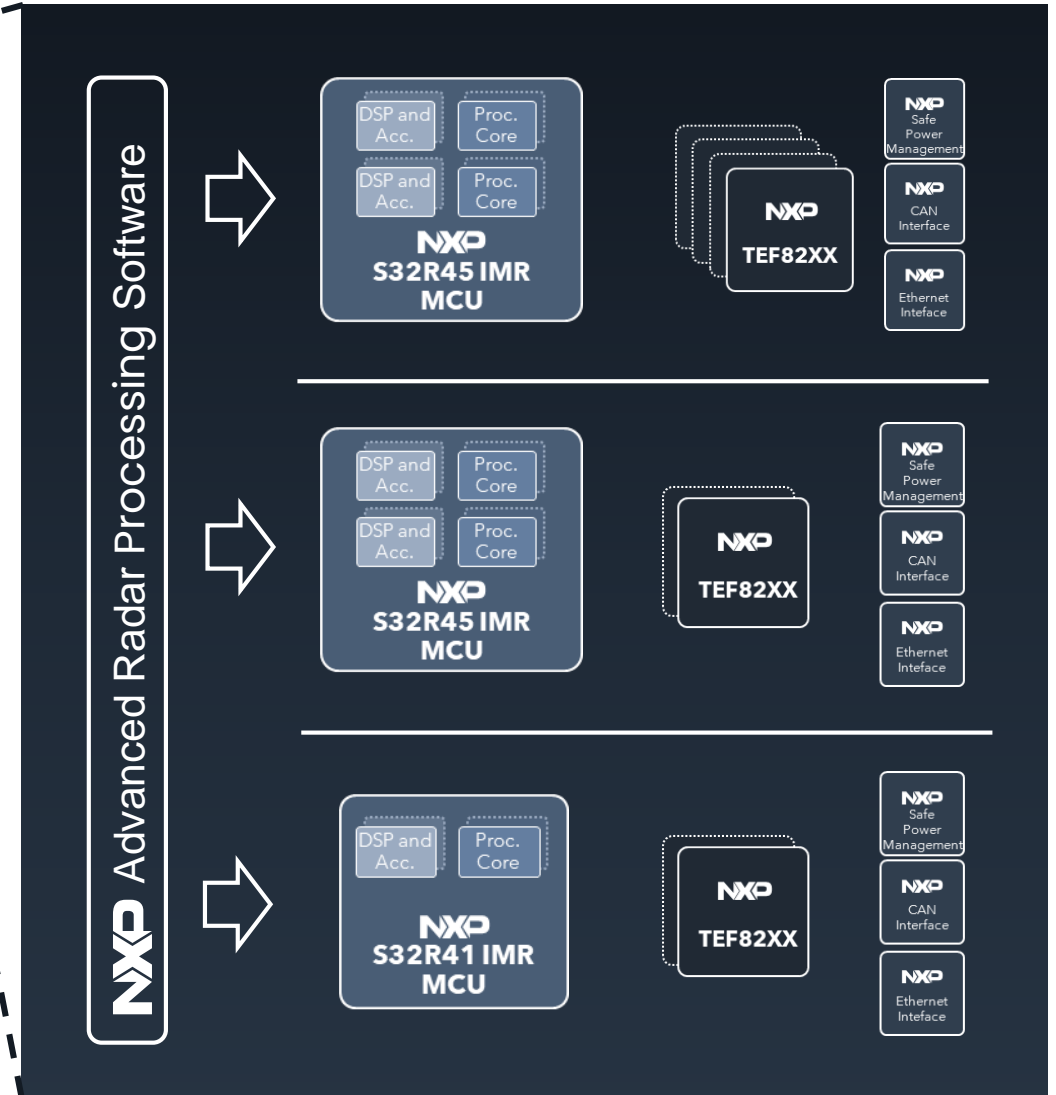 NXP Advanced Radar Processing Software
DSP and
Acc.
Proc.
Core
DSP and
Acc.
Proc.
Core
NXP
S32R45 IMR
MCU
NXP
TEF82XX
NXP
Safe
Power
Management
NXP
CAN
Interface
NXP
Ethernet
Inteface
DSP and
Acc.
Proc.
Core
DSP and
Acc.
Proc.
Core
NXP
S32R45 IMR
MCU
NXP
TEF82XX
NXP
Safe
Power
Management
NXP
CAN
Interface
NXP
Ethernet
Inteface
DSP and
Acc.
Proc.
Core
NXP
S32R41 IMR
MCU
NXP
TEF82XX
NXP
Safe
Power
Management
NXP
CAN
Interface
NXP
Ethernet
Inteface